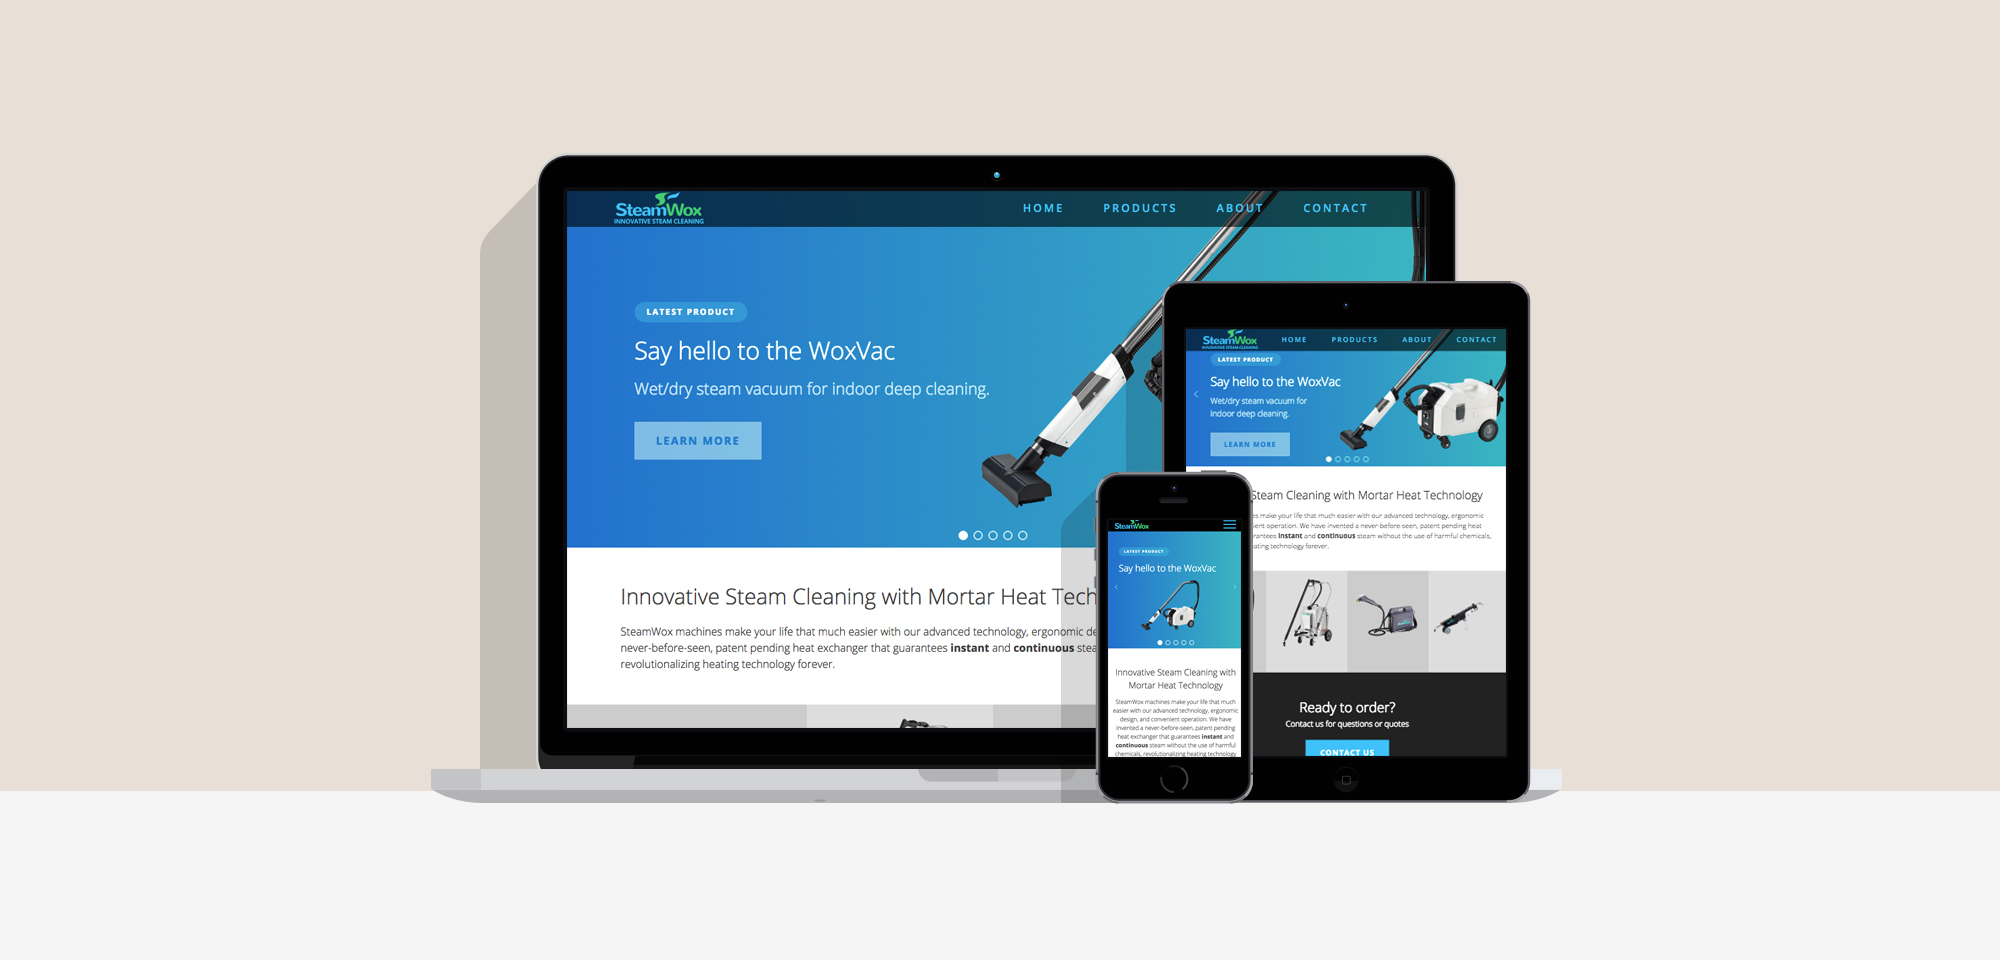 SteamWox
INNOVATIVE STEAM CLEANING
HOME PRODUCTS ABOUT CONTACT
LATEST PRODUCT
Say hello to the WoxVac
Wet/dry steam vacuum for indoor deep cleaning.
LEARN MORE
Innovative Steam Cleaning with Mortar Heat Tech
SteamWox machines make your life that much easier with our advanced technology, ergonomic de
never-before-seen, patent pending heat exchanger that guarantees instant and continuous stea
revolutionalizing heating technology forever.
SteamWox
INNOVATIVE STEAM CLEANING
HOME PRODUCTS ABOUT CONTACT
LATEST PRODUCT
Say hello to the WoxVac
Wet/dry steam vacuum for
indoor deep cleaning.
LEARN MORE
Steam Cleaning with Mortar Heat Technology
es make your life that much easier with our advanced technology, ergonomic
ient operation. We have invented a never-before seen, patent pending heat
rantees instant and continuous steam without the use of harmful chemicals,
ating technology forever.
Ready to order?
Contact us for questions or quotes
CONTACT US
SteamWox
LATEST PRODUCT
Say hello to the WoxVac
Innovative Steam Cleaning with
Mortar Heat Technology
SteamWox machines make your life that much
easier with our advanced technology, ergonomic
design, and convenient operation. We have
invented a never-before-seen, patent pending
heat exchanger that guarantees instant and
continuous steam without the use of harmful
chemicals, revolutionalizing heating technology